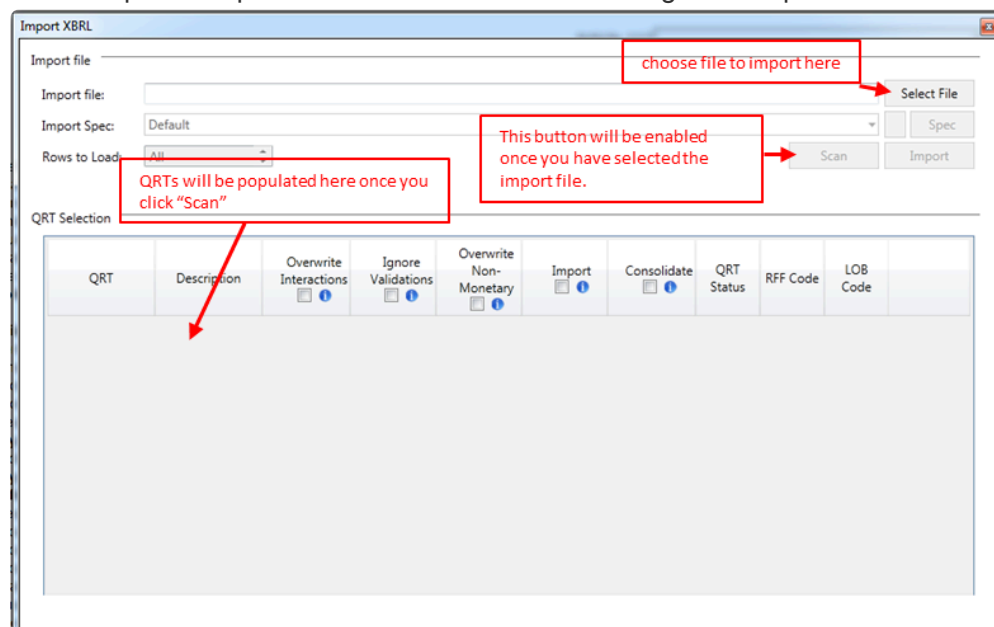 Import XBRL
Import file
choose file to import here
Import file:
Select File
Import Spec:
Default
Spec
This button will be enabled
once you have selected the
import file.
Rows to Load:
All
Scan
Import
QRTs will be populated here once you
click “Scan”
QRT Selection
QRT
Description
Overwrite
Interactions
Ignore
Validations
Overwrite
Non-
Monetary
Import
Consolidate
QRT
Status
RFF Code
LOB
Code